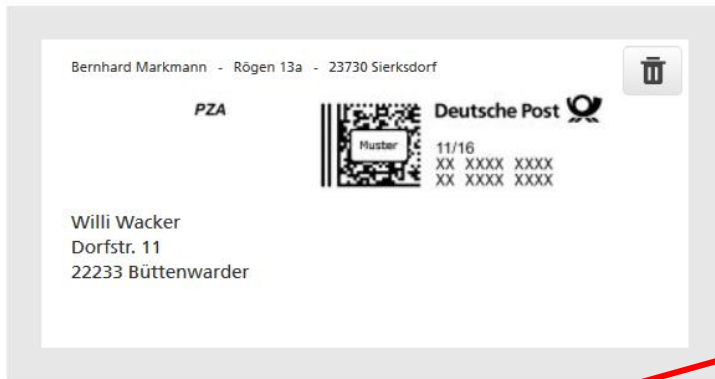 Bernhard Markmann - Rögen 13a - 23730 Sierksdorf
PZA
Deutsche Post
Muster
11/16
XX XXXX XXXX
XX XXXX XXXX
Willi Wacker
Dorfstr. 11
22233 Büttenwarder